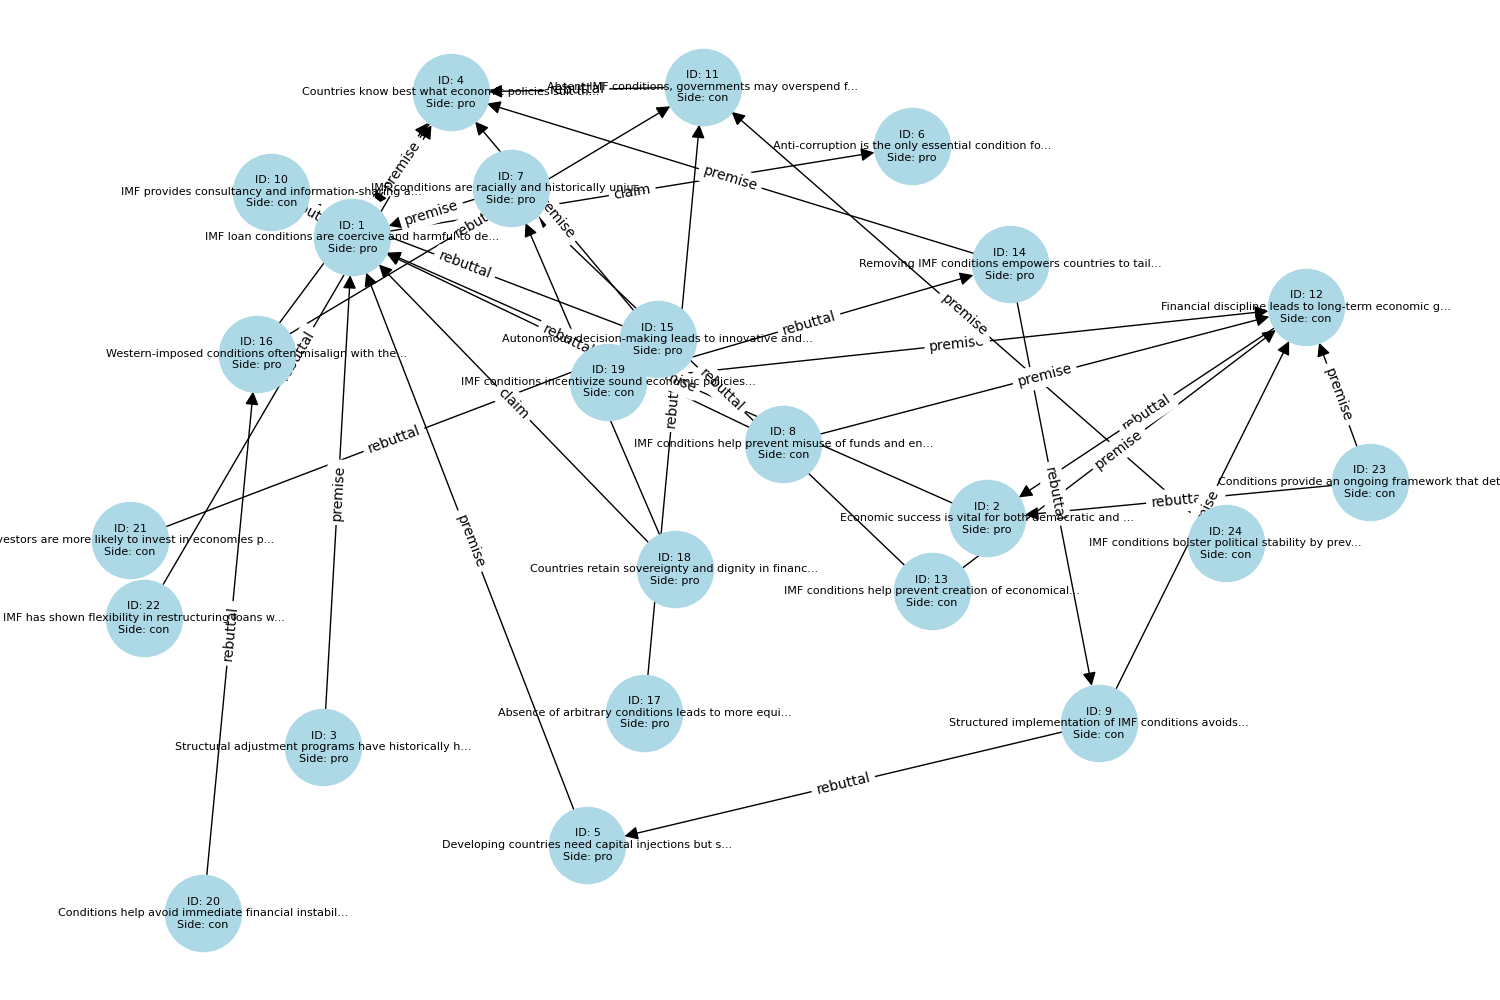 ID: 4
Countries know best what economic policies suit th...
Side: pro
ID: 11
Absent IMF conditions, governments may overspend f...
Side: con
rebuttal
ID: 6
Anti-corruption is the only essential condition fo...
Side: pro
ID: 10
IMF provides consultancy and information-sharing a...
Side: con
ID: 7
IMF conditions are racially and historically unjus...
Side: pro
premise
premise
claim
premise
ID: 1
IMF loan conditions are coercive and harmful to de...
Side: pro
premise
rebuttal
ID: 14
Removing IMF conditions empowers countries to tail...
Side: pro
ID: 12
Financial discipline leads to long-term economic g...
Side: con
premise
rebuttal
premise
ID: 15
Autonomous decision-making leads to innovative and...
Side: pro
ID: 16
Western-imposed conditions often misalign with the...
Side: pro
rebuttal
ID: 19
IMF conditions incentivize sound economic policies...
Side: con
rebuttal
premise
premise
claim
rebuttal
rebuttal
ID: 8
IMF conditions help prevent misuse of funds and en...
Side: con
rebuttal
premise
ID: 23
Conditions provide an ongoing framework that det
Side: con
rebuttal
rebuttal
ID: 2
Economic success is vital for both democratic and ...
Side: pro
ID: 21
vestors are more likely to invest in economies p...
Side: con
premise
premise
ID: 24
IMF conditions bolster political stability by prev...
Side: con
ID: 18
Countries retain sovereignty and dignity in financ...
Side: pro
ID: 13
IMF conditions help prevent creation of economical...
Side: con
ID: 22
IMF has shown flexibility in restructuring loans w...
Side: con
rebuttal
ID: 17
Absence of arbitrary conditions leads to more equi...
Side: pro
ID: 9
Structured implementation of IMF conditions avoids...
Side: con
ID: 3
Structural adjustment programs have historically h...
Side: pro
rebuttal
ID: 5
Developing countries need capital injections but s...
Side: pro
ID: 20
Conditions help avoid immediate financial instabil...
Side: con